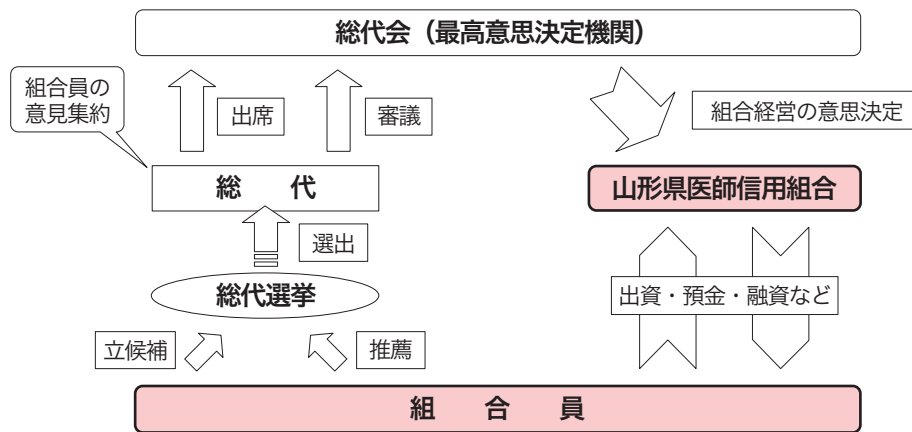 総代会（最高意思決定機関）
組合員の
意見集約
出席
審議
組合経営の意思決定
総　代
山形県医師信用組合
選出
総代選挙
出資・預金・融資など
立候補
推薦
組　合　員